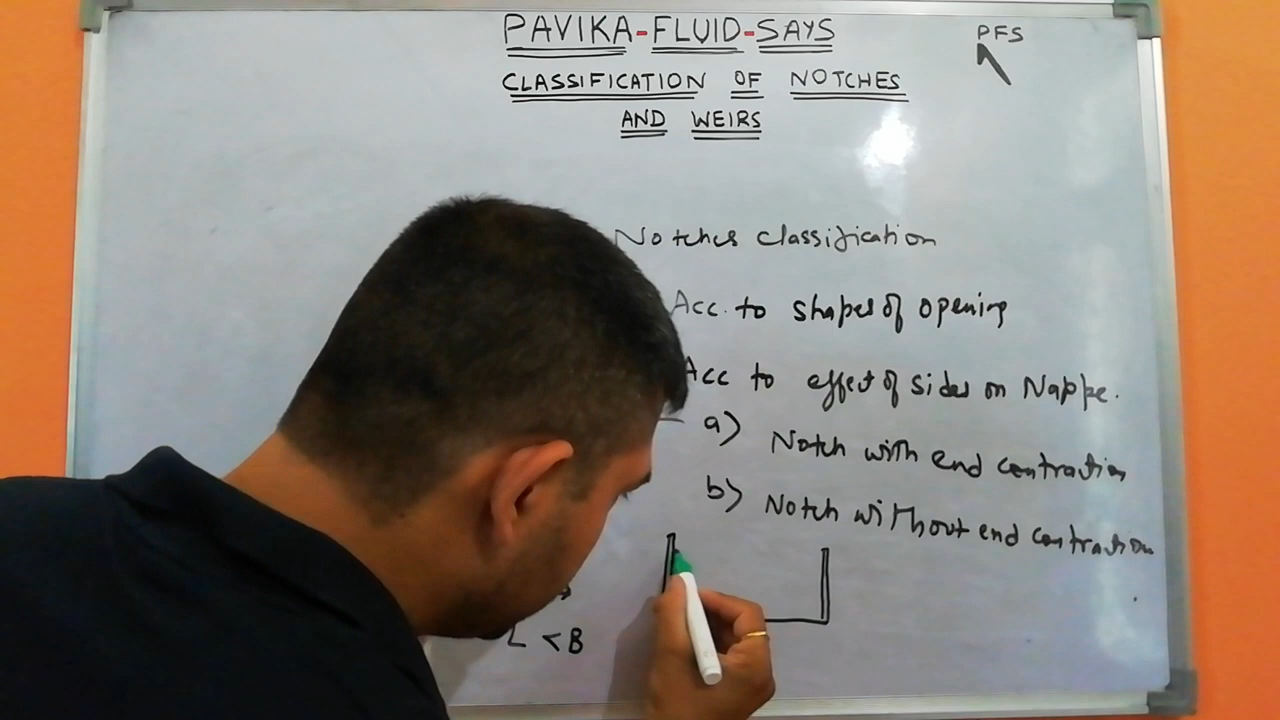 PAVIKA-FLUID-SAYS
PFS
CLASSIFICATION OF NOTCHES
AND WEIRS
Notches classification
Acc. to shapes of opening
Acc to effect of sides on Nappe.
a) Notch with end contraction
b) Notch without end contraction
L < B